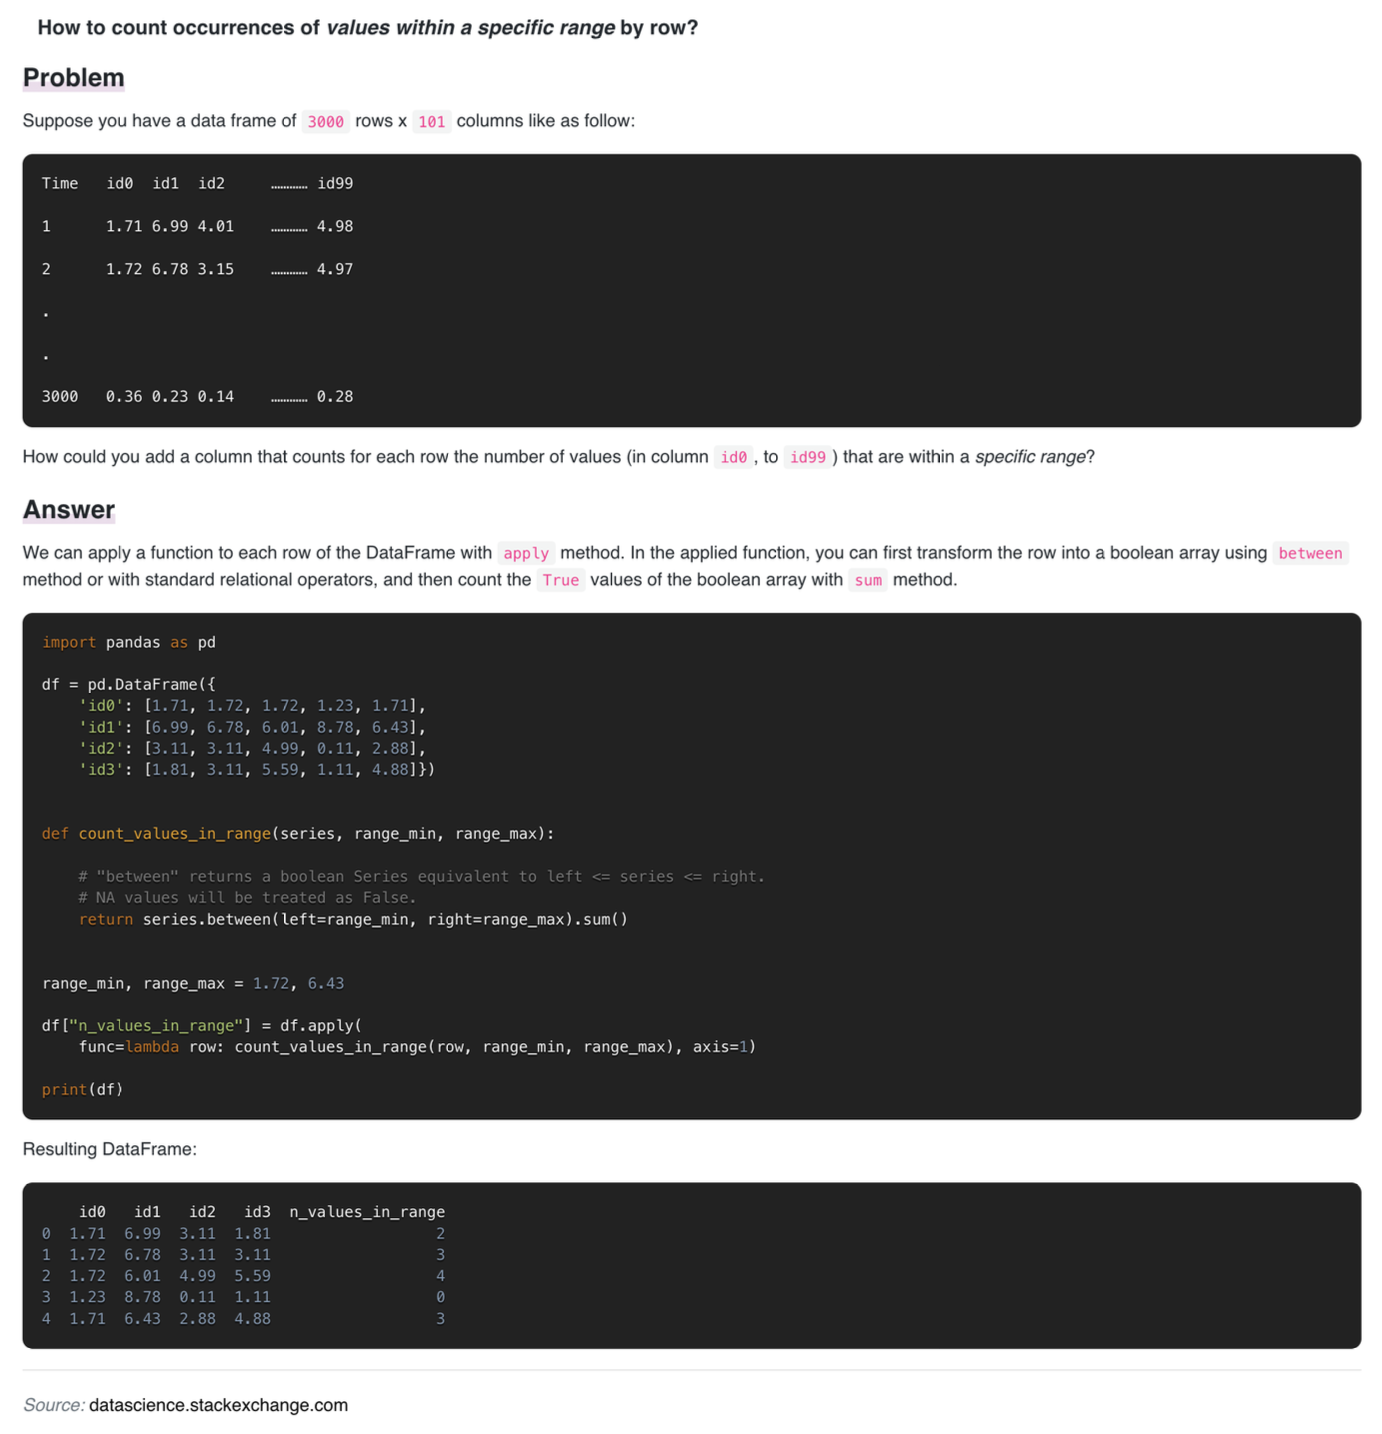 How to count occurrences of values within a specific range by row?
Problem
Suppose you have a data frame of 3000 rows x 101 columns like as follow:
Time   id0  id1  id2     ………… id99
1      1.71 6.99 4.01    ………… 4.98
2      1.72 6.78 3.15    ………… 4.97
.
.
3000   0.36 0.23 0.14    ………… 0.28
How could you add a column that counts for each row the number of values (in column id0 , to id99 ) that are within a specific range?
Answer
We can apply a function to each row of the DataFrame with apply method. In the applied function, you can first transform the row into a boolean array using between
method or with standard relational operators, and then count the True values of the boolean array with sum method.
import pandas as pd
df = pd.DataFrame({
    'id0': [1.71, 1.72, 1.72, 1.23, 1.71],
    'id1': [6.99, 6.78, 6.01, 8.78, 6.43],
    'id2': [3.11, 3.11, 4.99, 0.11, 2.88],
    'id3': [1.81, 3.11, 5.59, 1.11, 4.88]})
def count_values_in_range(series, range_min, range_max):
    # "between" returns a boolean Series equivalent to left <= series <= right.
    # NA values will be treated as False.
    return series.between(left=range_min, right=range_max).sum()
range_min, range_max = 1.72, 6.43
df["n_values_in_range"] = df.apply(
    func=lambda row: count_values_in_range(row, range_min, range_max), axis=1)
print(df)
Resulting DataFrame:
    id0   id1   id2   id3  n_values_in_range
0  1.71  6.99  3.11  1.81                  2
1  1.72  6.78  3.11  3.11                  3
2  1.72  6.01  4.99  5.59                  4
3  1.23  8.78  0.11  1.11                  0
4  1.71  6.43  2.88  4.88                  3
Source: datascience.stackexchange.com